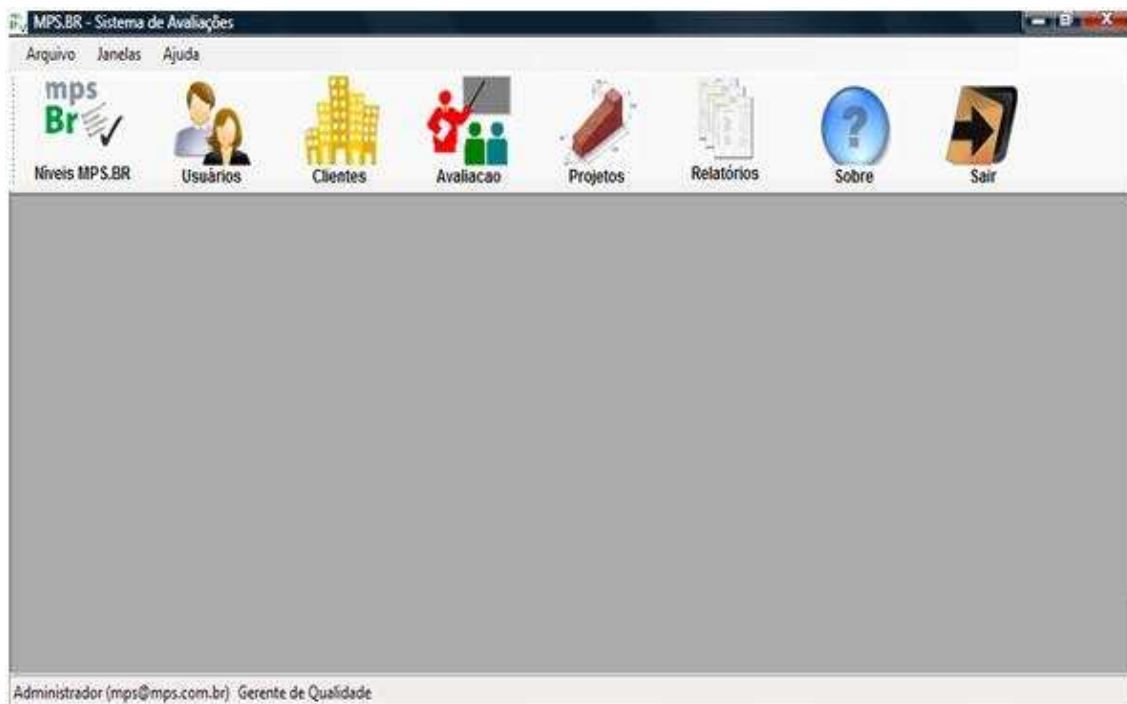 MPS.BR - Sistema de Avaliações
Arquivo Janelas Ajuda
mps
Br
Níveis MPS.BR Usuários Clientes Avaliacao Projetos Relatórios Sobre Sair
Administrador (mps@mps.com.br) Gerente de Qualidade